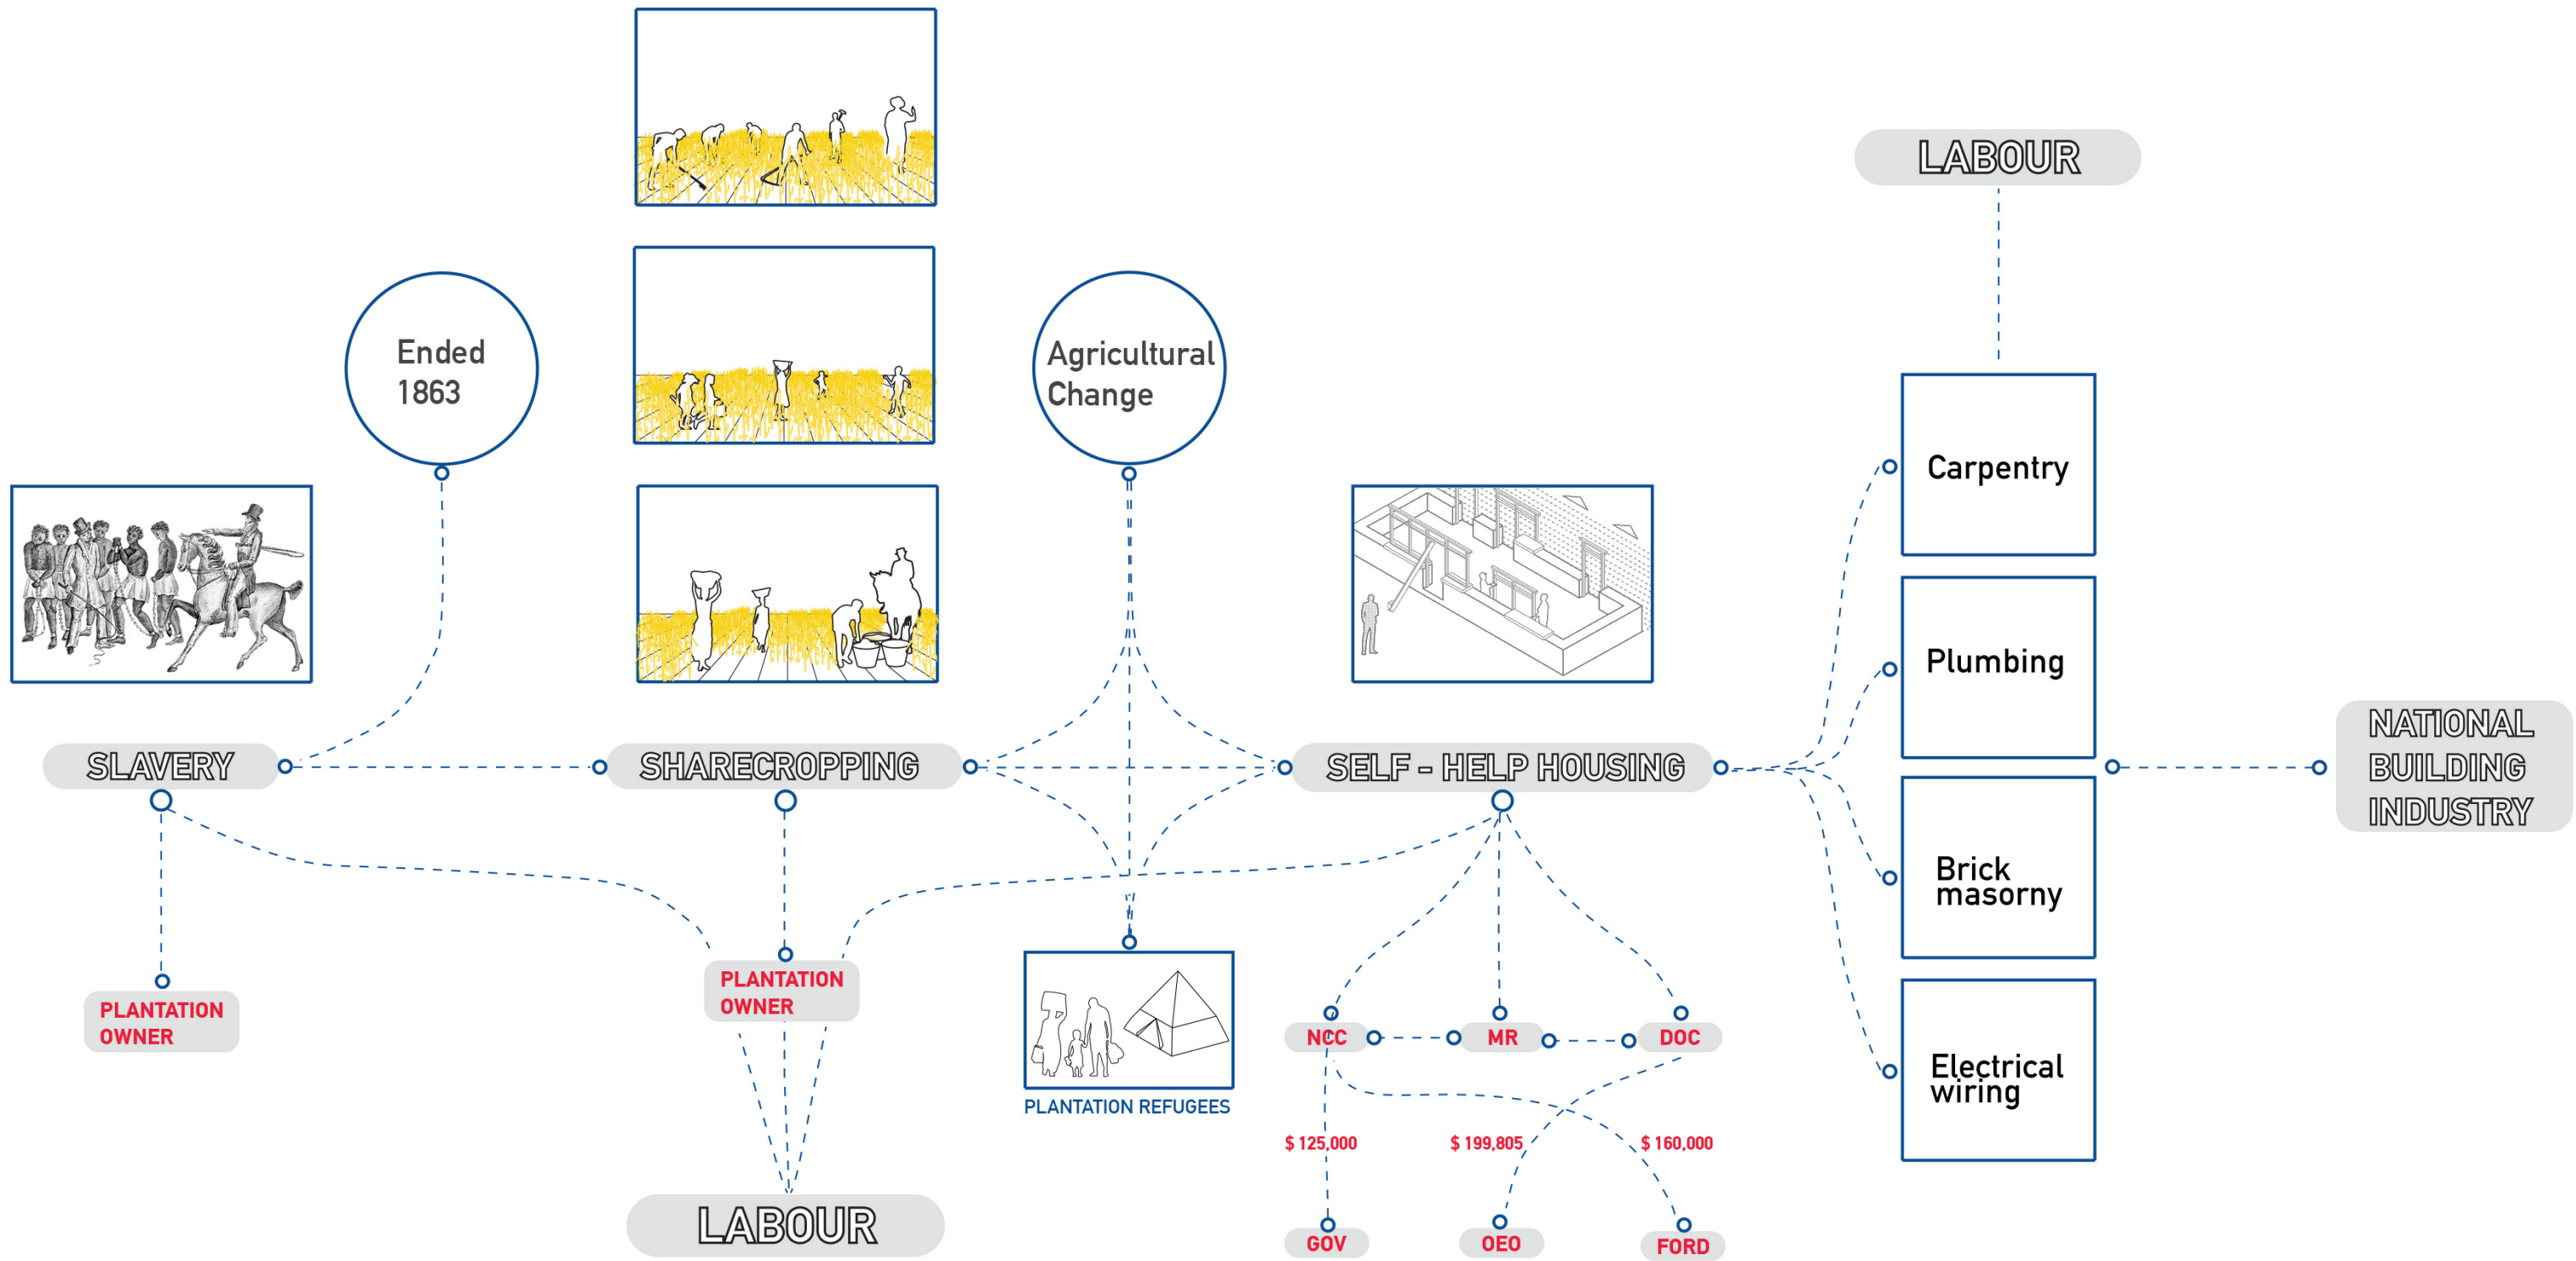 LABOUR
Ended
1863
Agricultural
Change
Carpentry
Plumbing
SLAVERY
SHARECROPPING
SELF - HELP HOUSING
NATIONAL
BUILDING
INDUSTRY
Brick
masorny
PLANTATION
OWNER
PLANTATION
OWNER
NCC
MR
DOC
Electrical
wiring
PLANTATION REFUGEES
$ 125,000
$ 199,805
$ 160,000
LABOUR
GOV
OEO
FORD